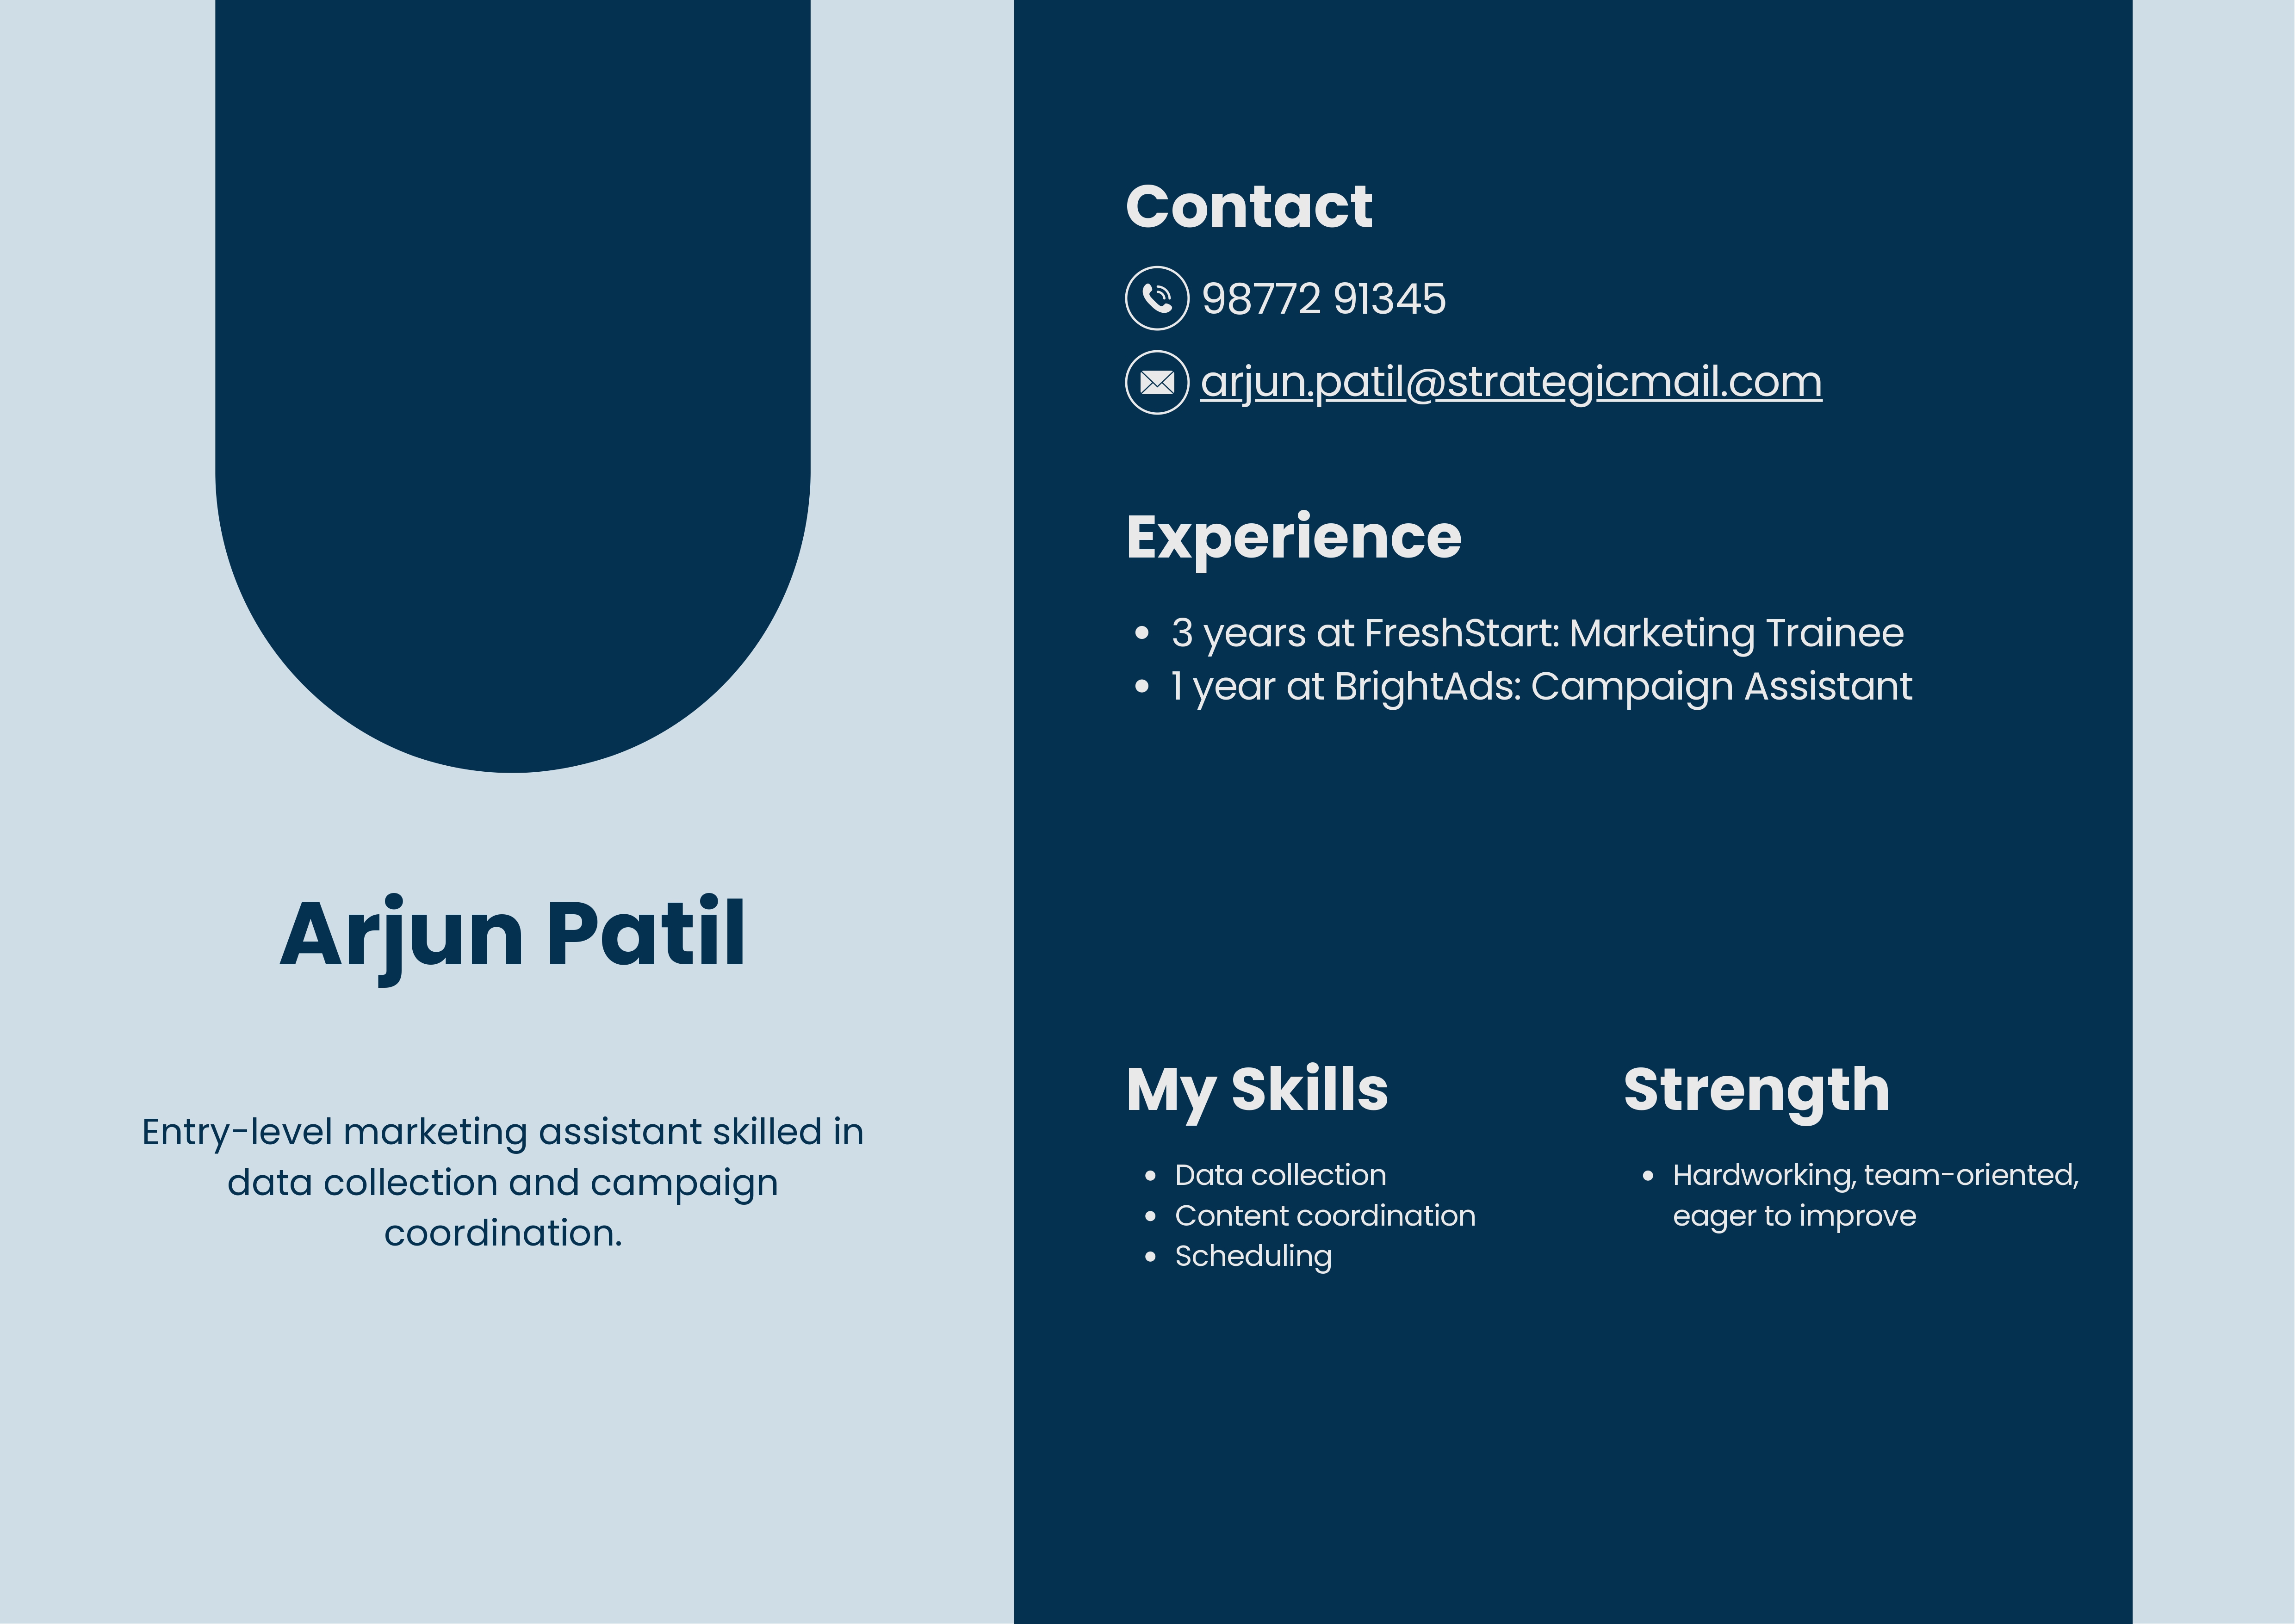 Arjun Patil
Entry-level marketing assistant skilled in
data collection and campaign
coordination.
Contact
98772 91345
arjun.patil@strategicmail.com
Experience
• 3 years at FreshStart: Marketing Trainee
• 1 year at BrightAds: Campaign Assistant
My Skills
• Data collection
• Content coordination
• Scheduling
Strength
• Hardworking, team-oriented,
eager to improve